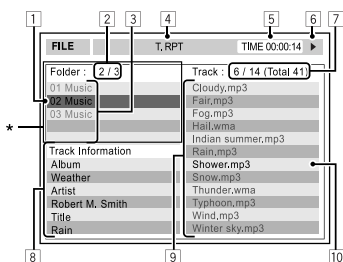 1 2 3 4 5 6 7
FILE T, RPT TIME 00:00:14
Folder : 2 / 3
01 Music
02 Music
03 Music
*
Track Information
Album
Weather
Artist
Robert M. Smith
Title
Rain
Track : 6 / 14 (Total 41)
Cloudy,mp3
Fair,mp3
Fog.mp3
Hail.wma
Indian summer,mp3
Rain,mp3
Shower.mp3
Snow.mp3
Thunder.wma
Typhoon,mp3
Wind,mp3
Winter sky.mp3
8 9 10